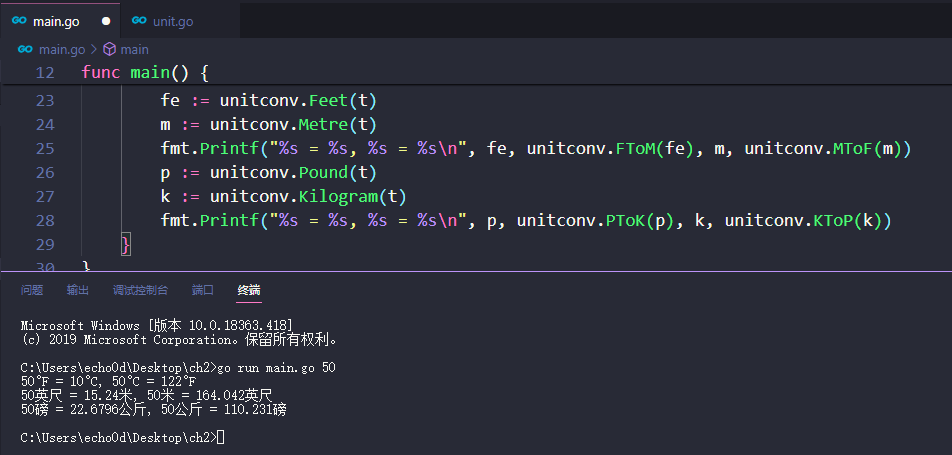 GO main.go ● GO unit.go
GO main.go > main
12 func main() {
23 fe := unitconv.Feet(t)
24 m := unitconv.Metre(t)
25 fmt.Printf("%s = %s, %s = %s\n", fe, unitconv.FToM(fe), m, unitconv.MToF(m))
26 p := unitconv.Pound(t)
27 k := unitconv.Kilogram(t)
28 fmt.Printf("%s = %s, %s = %s\n", p, unitconv.PToK(p), k, unitconv.KToP(k))
29 }
30 }
问题 输出 调试控制台 端口 终端
Microsoft Windows [版本 10.0.18363.418]
(c) 2019 Microsoft Corporation。保留所有权利。
C:\Users\echo0d\Desktop\ch2>go run main.go 50
50°F = 10°C, 50°C = 122°F
50英尺 = 15.24米, 50米 = 164.042英尺
50磅 = 22.6796公斤, 50公斤 = 110.231磅
C:\Users\echo0d\Desktop\ch2>